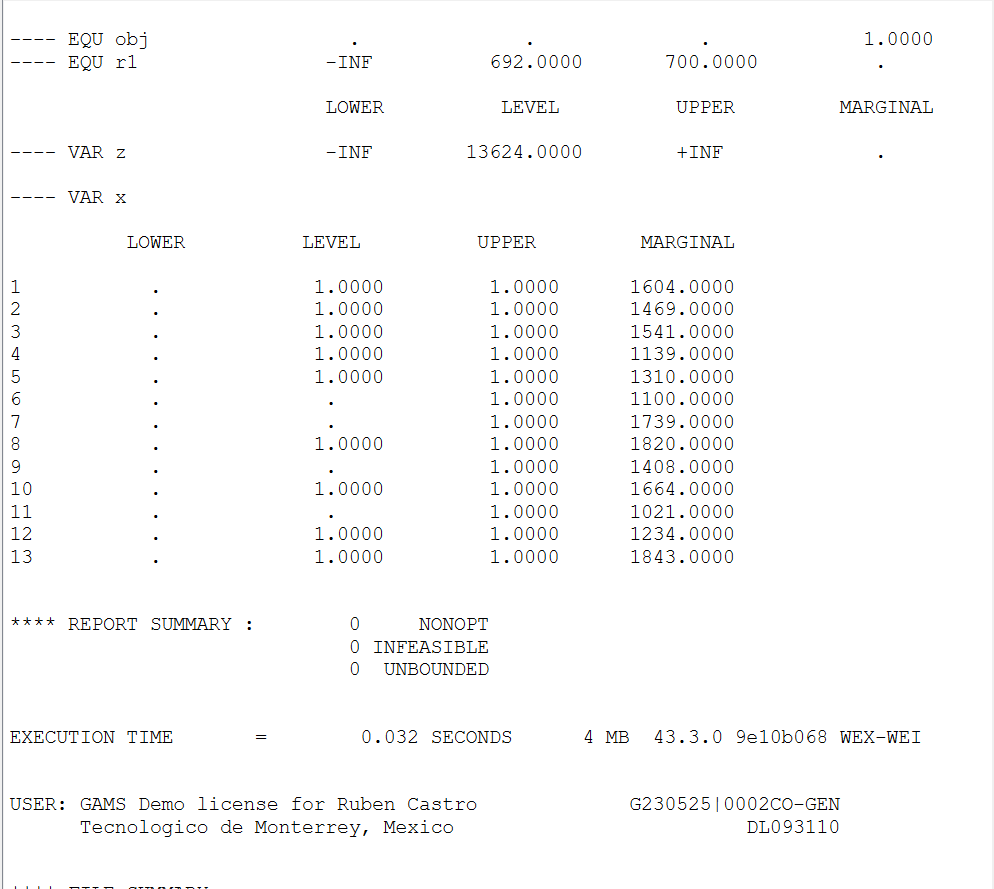 ---- EQU obj . . . 1.0000
---- EQU r1 -INF 692.0000 700.0000 .
LOWER LEVEL UPPER MARGINAL
---- VAR z -INF 13624.0000 +INF .
---- VAR x
LOWER LEVEL UPPER MARGINAL
1 . 1.0000 1.0000 1604.0000
2 . 1.0000 1.0000 1469.0000
3 . 1.0000 1.0000 1541.0000
4 . 1.0000 1.0000 1139.0000
5 . 1.0000 1.0000 1310.0000
6 . . 1.0000 1100.0000
7 . . 1.0000 1739.0000
8 . 1.0000 1.0000 1820.0000
9 . . 1.0000 1408.0000
10 . 1.0000 1.0000 1664.0000
11 . . 1.0000 1021.0000
12 . 1.0000 1.0000 1234.0000
13 . 1.0000 1.0000 1843.0000
**** REPORT SUMMARY : 0 NONOPT
0 INFEASIBLE
0 UNBOUNDED
EXECUTION TIME = 0.032 SECONDS 4 MB 43.3.0 9e10b068 WEX-WEI
USER: GAMS Demo license for Ruben Castro G230525|0002CO-GEN
Tecnologico de Monterrey, Mexico DL093110
**** FILE SUMMARY